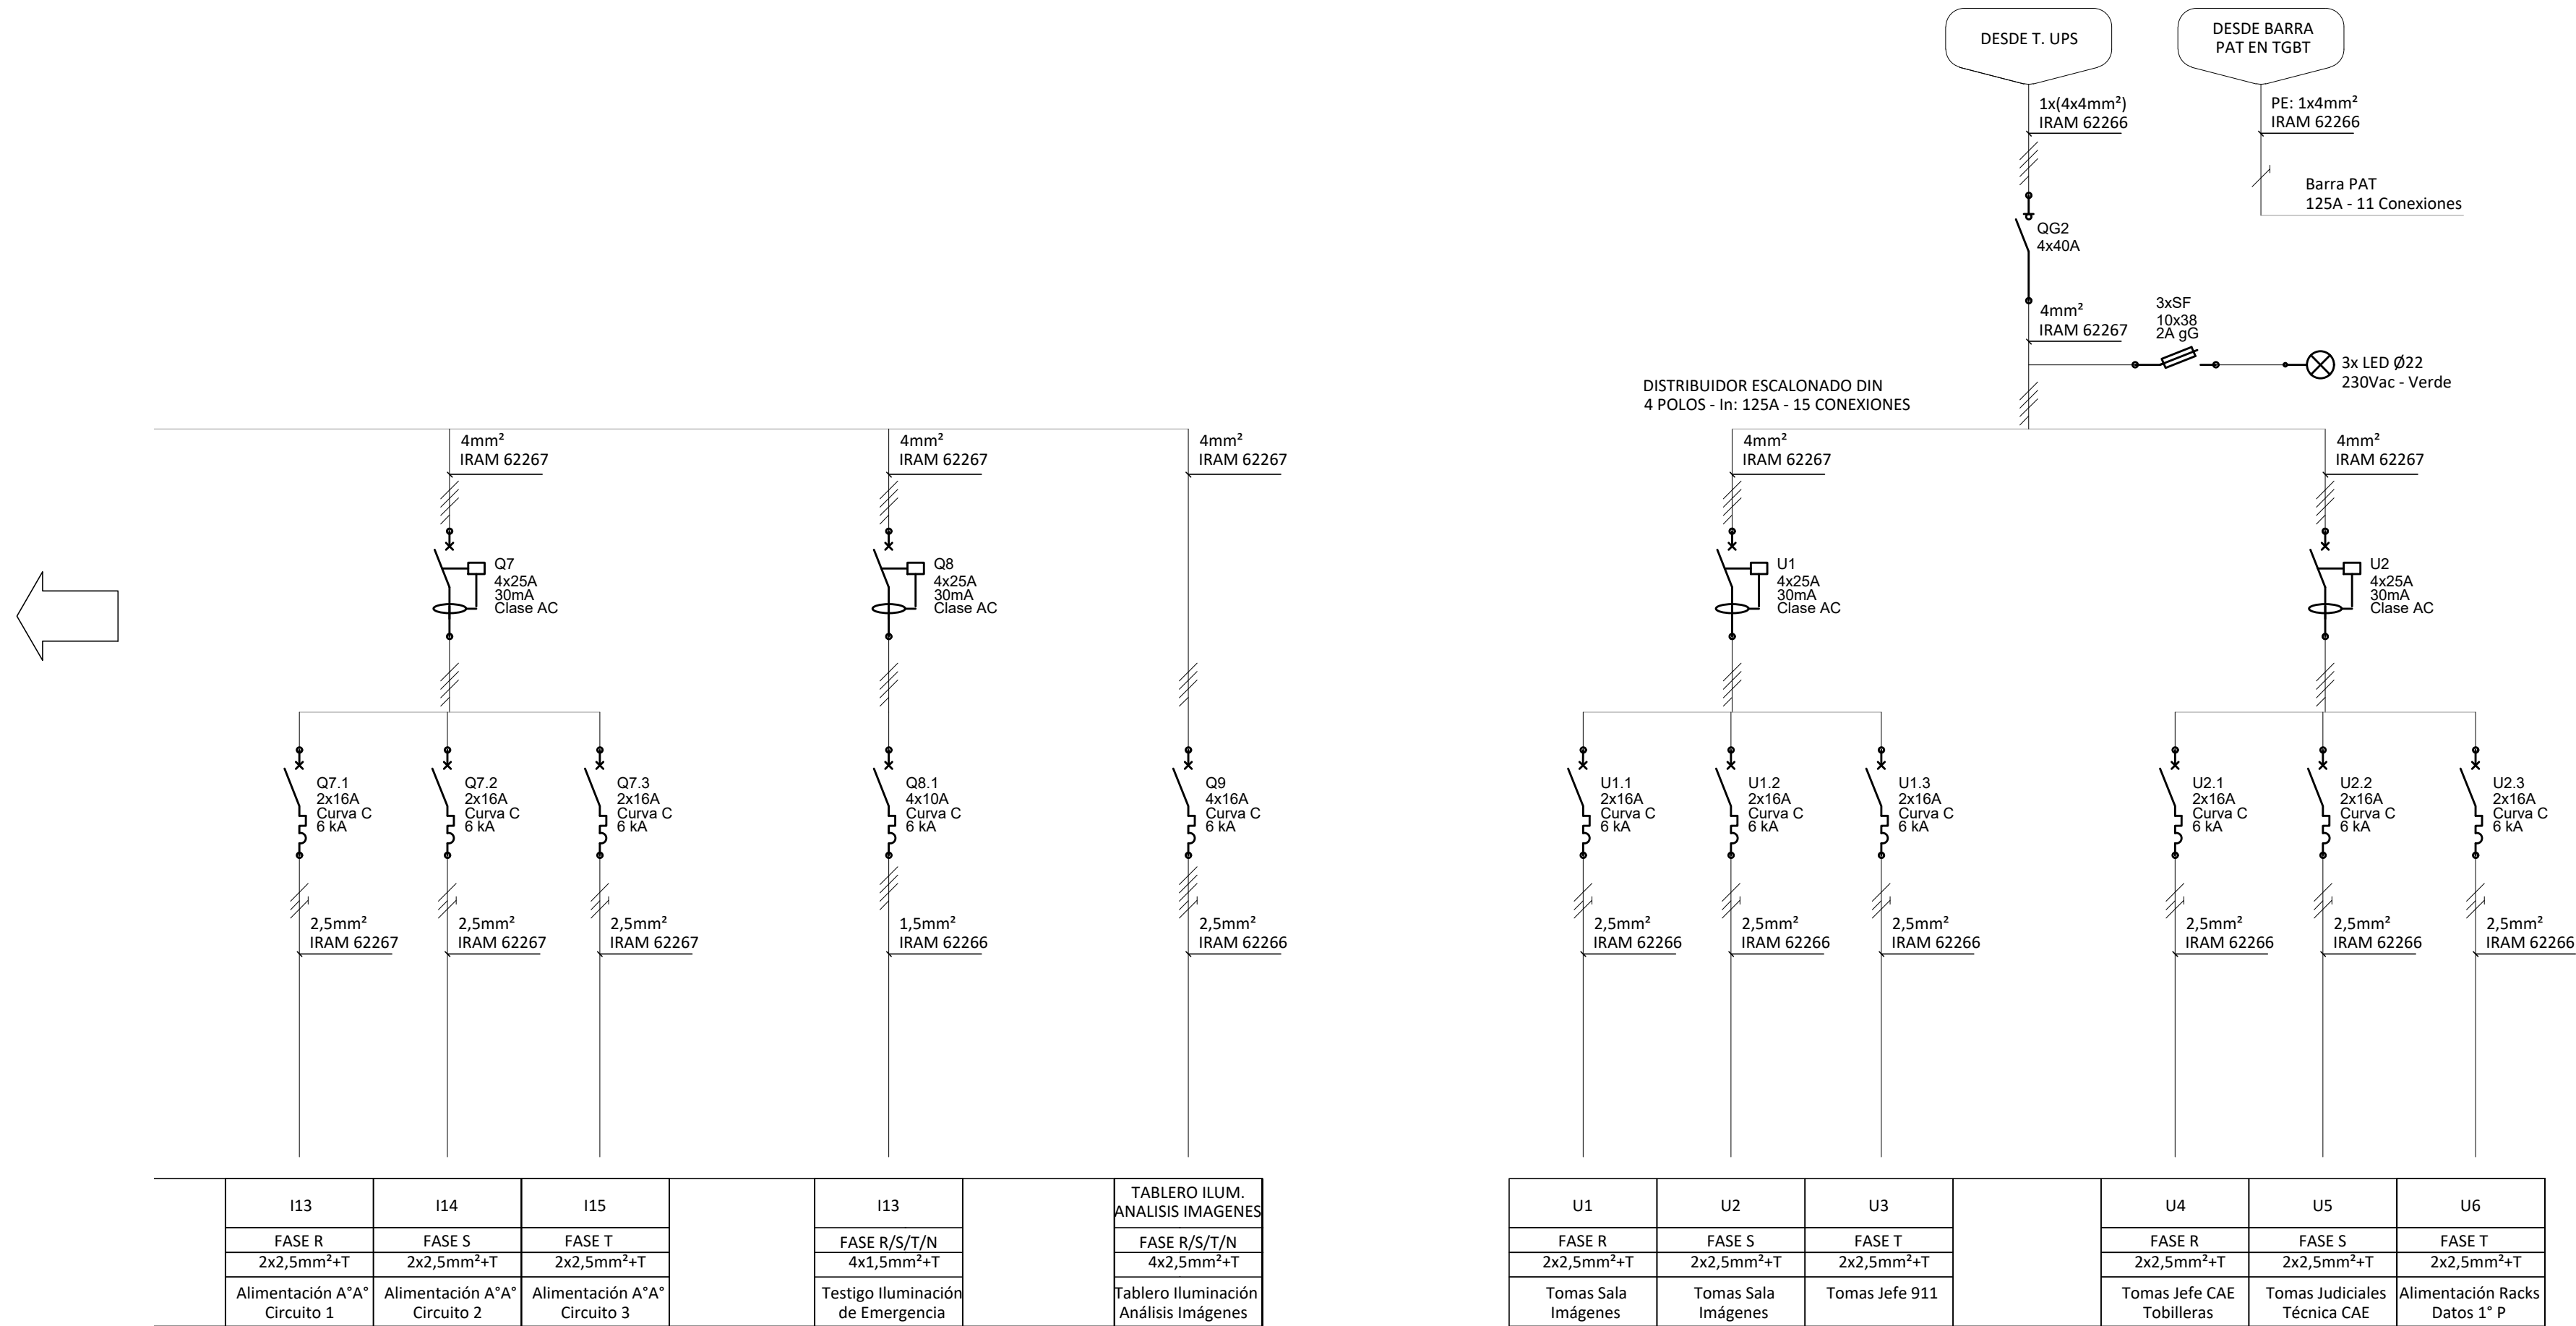 DESDE T. UPS
DESDE BARRA
PAT EN TGBT
1x(4x4mm²)
IRAM 62266
PE: 1x4mm²
IRAM 62266
Barra PAT
125A - 11 Conexiones
QG2
4x40A
4mm²
IRAM 62267
3xSF
10x38
2A gG
3x LED Ø22
230Vac - Verde
DISTRIBUIDOR ESCALONADO DIN
4 POLOS - In: 125A - 15 CONEXIONES
4mm²
IRAM 62267
4mm²
IRAM 62267
4mm²
IRAM 62267
4mm²
IRAM 62267
4mm²
IRAM 62267
Q7
4x25A
30mA
Clase AC
Q8
4x25A
30mA
Clase AC
U1
4x25A
30mA
Clase AC
U2
4x25A
30mA
Clase AC
Q7.1
2x16A
Curva C
6 kA
Q7.2
2x16A
Curva C
6 kA
Q7.3
2x16A
Curva C
6 kA
Q8.1
4x10A
Curva C
6 kA
Q9
4x16A
Curva C
6 kA
U1.1
2x16A
Curva C
6 kA
U1.2
2x16A
Curva C
6 kA
U1.3
2x16A
Curva C
6 kA
U2.1
2x16A
Curva C
6 kA
U2.2
2x16A
Curva C
6 kA
U2.3
2x16A
Curva C
6 kA
2,5mm²
IRAM 62267
2,5mm²
IRAM 62267
2,5mm²
IRAM 62267
1,5mm²
IRAM 62266
2,5mm²
IRAM 62266
2,5mm²
IRAM 62266
2,5mm²
IRAM 62266
2,5mm²
IRAM 62266
2,5mm²
IRAM 62266
2,5mm²
IRAM 62266
2,5mm²
IRAM 62266
I13
FASE R
2x2,5mm²+T
Alimentación A°A°
Circuito 1
I14
FASE S
2x2,5mm²+T
Alimentación A°A°
Circuito 2
I15
FASE T
2x2,5mm²+T
Alimentación A°A°
Circuito 3
I13
FASE R/S/T/N
4x1,5mm²+T
Testigo Iluminación
de Emergencia
TABLERO ILUM.
ANALISIS IMAGENES
FASE R/S/T/N
4x2,5mm²+T
Tablero Iluminación
Análisis Imágenes
U1
FASE R
2x2,5mm²+T
Tomas Sala
Imágenes
U2
FASE S
2x2,5mm²+T
Tomas Sala
Imágenes
U3
FASE T
2x2,5mm²+T
Tomas Jefe 911
U4
FASE R
2x2,5mm²+T
Tomas Jefe CAE
Tobilleras
U5
FASE S
2x2,5mm²+T
Tomas Judiciales
Técnica CAE
U6
FASE T
2x2,5mm²+T
Alimentación Racks
Datos 1° P